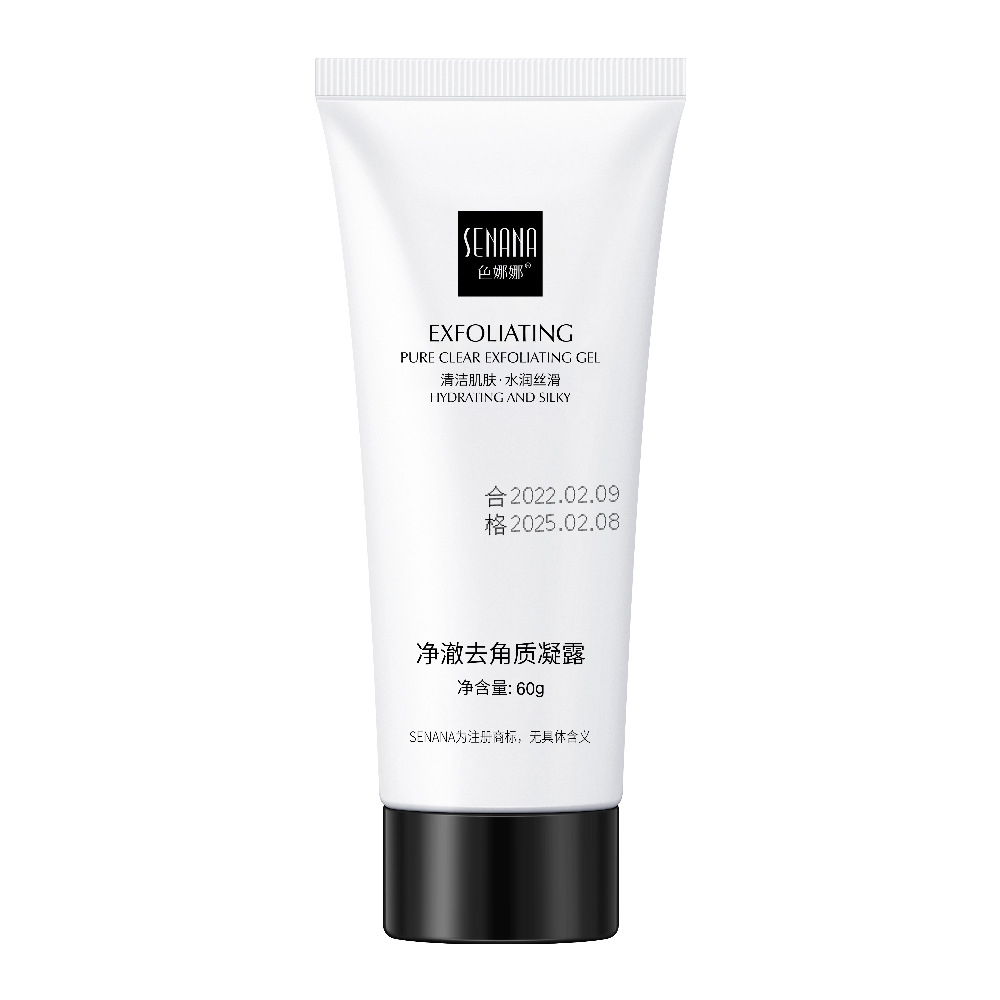 SENANA
色娜娜®
EXFOLIATING
PURE CLEAR EXFOLIATING GEL
清洁肌肤·水润丝滑
HYDRATING AND SILKY
合2022.02.09
格2025.02.08
净澈去角质凝露
净含量: 60g
SENANA为注册商标，无具体含义